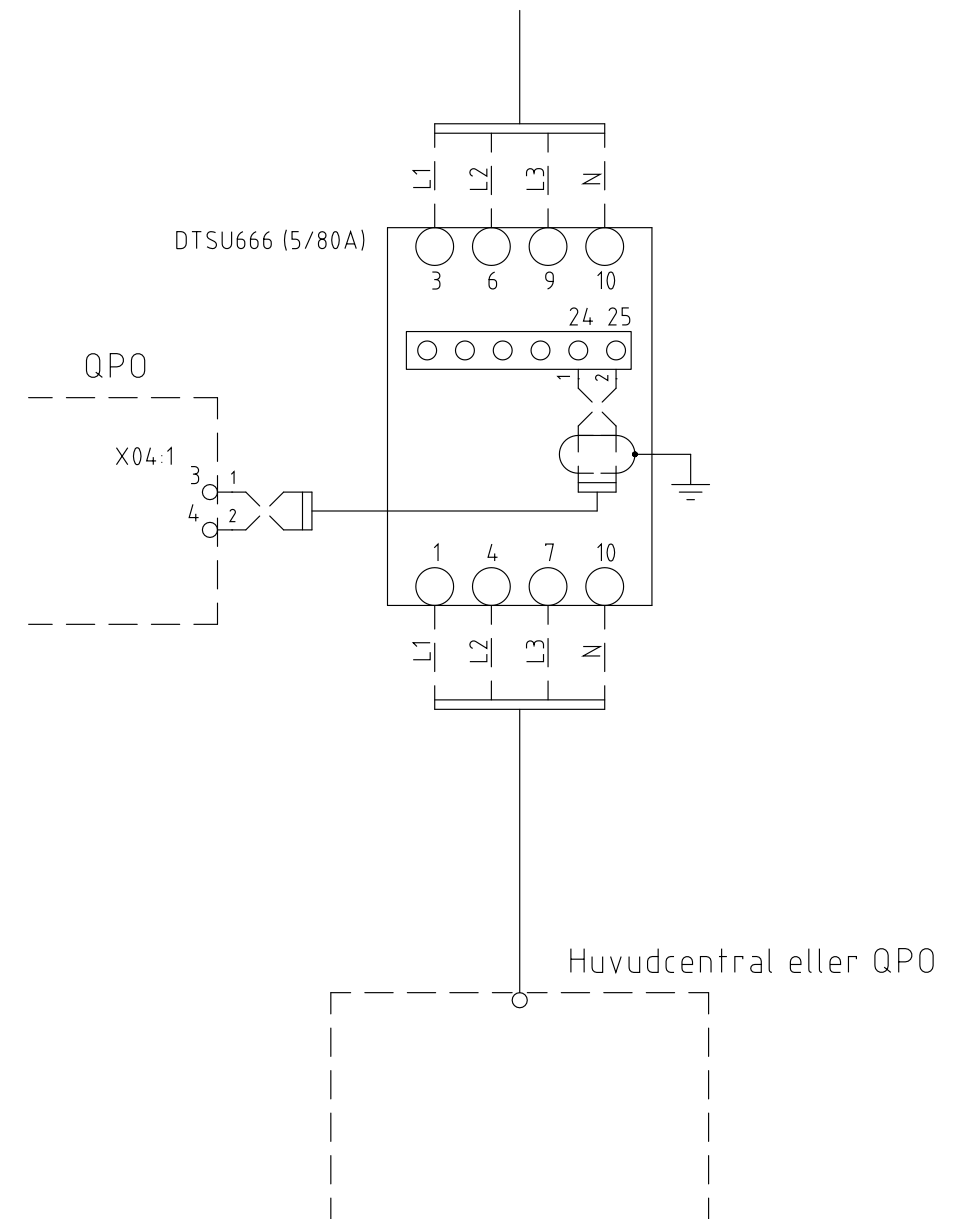 L1 L2 L3 N
DTSU666 (5/80A)
3 6 9 10
24 25
1 2
QPO
X04:1
3 1
4 2
1 4 7 10
L1 L2 L3 N
Huvudcentral eller QPO